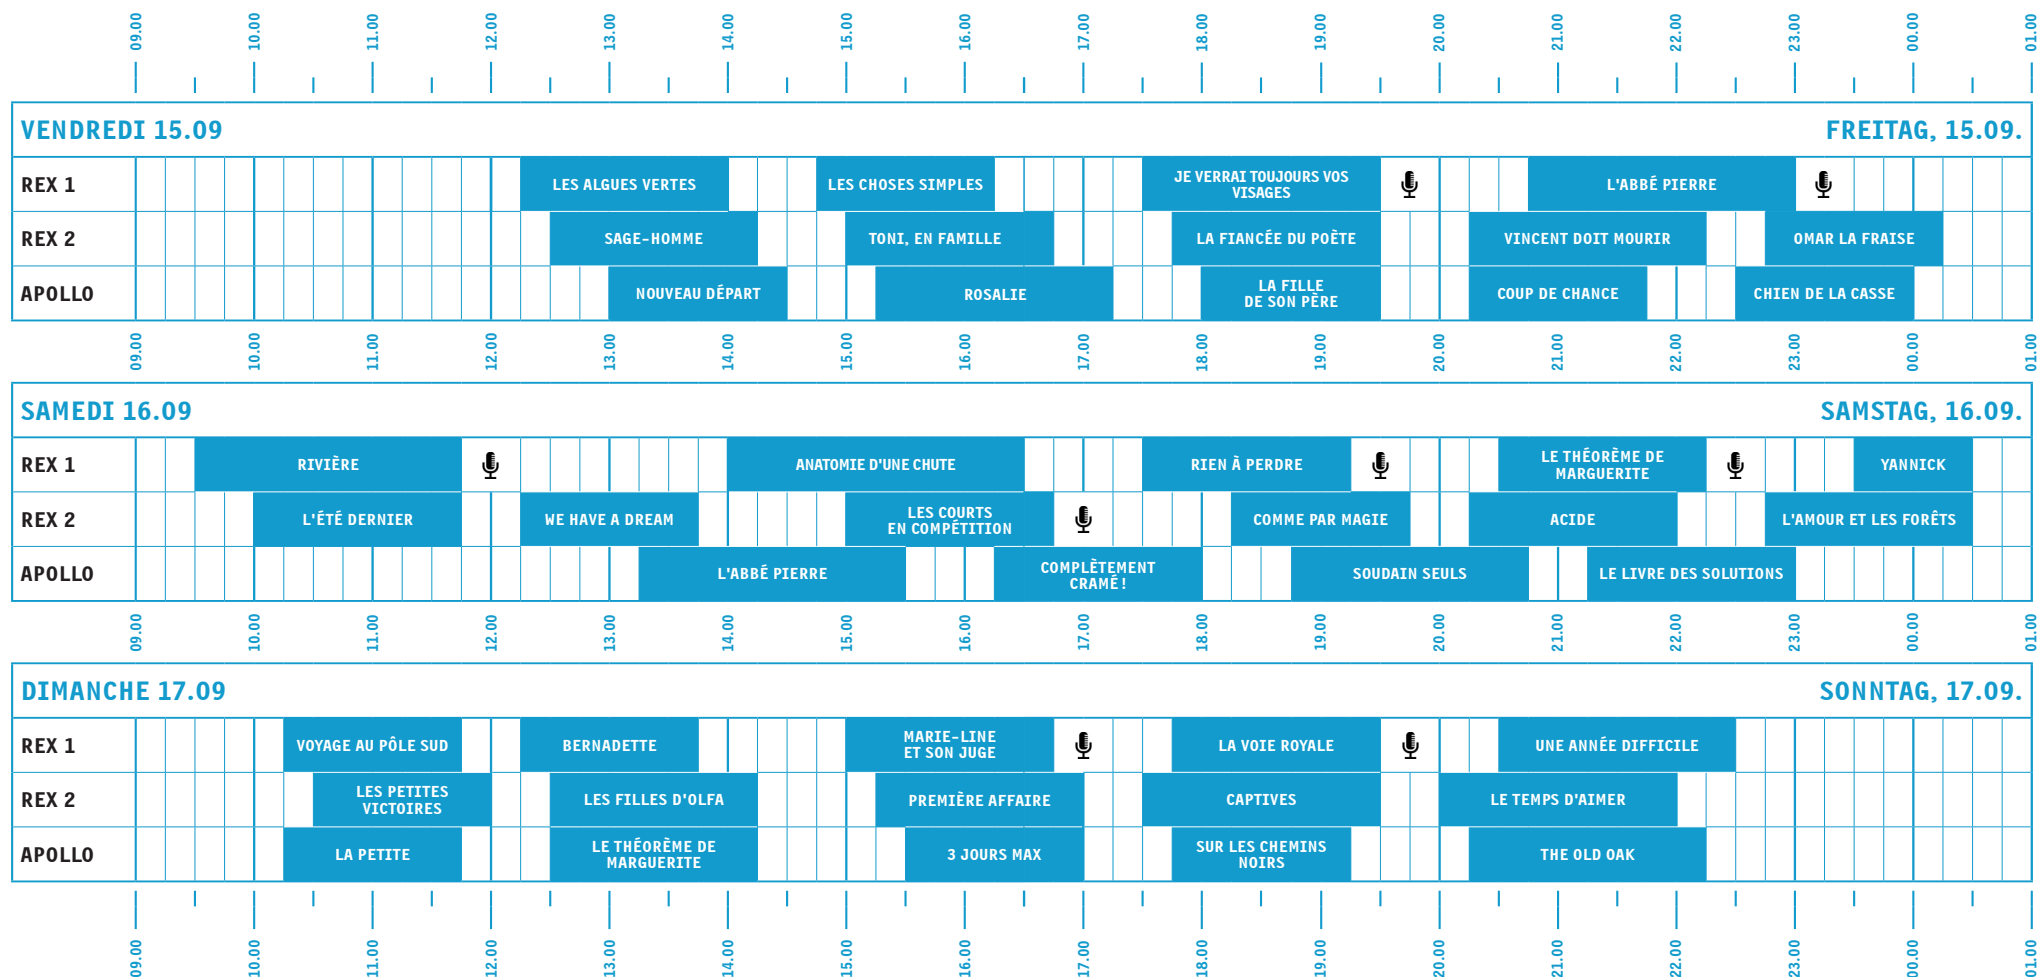 09.00 10.00 11.00 12.00 13.00 14.00 15.00 16.00 17.00 18.00 19.00 20.00 21.00 22.00 23.00 00.00 01.00
VENDREDI 15.09 FREITAG, 15.09.
REX 1 LES ALGUES VERTES LES CHOSES SIMPLES JE VERRAI TOUJOURS VOS
VISAGES L'ABBÉ PIERRE
REX 2 SAGE-HOMME TONI, EN FAMILLE LA FIANCÉE DU POÈTE VINCENT DOIT MOURIR OMAR LA FRAISE
APOLLO NOUVEAU DÉPART ROSALIE LA FILLE
DE SON PÈRE COUP DE CHANCE CHIEN DE LA CASSE
09.00 10.00 11.00 12.00 13.00 14.00 15.00 16.00 17.00 18.00 19.00 20.00 21.00 22.00 23.00 00.00 01.00
SAMEDI 16.09 SAMSTAG, 16.09.
REX 1 RIVIÈRE ANATOMIE D'UNE CHUTE RIEN À PERDRE LE THÉORÈME DE
MARGUERITE YANNICK
REX 2 L'ÉTÉ DERNIER WE HAVE A DREAM LES COURTS
EN COMPÉTITION COMME PAR MAGIE ACIDE L'AMOUR ET LES FORÊTS
APOLLO L'ABBÉ PIERRE COMPLÈTEMENT
CRAMÉ! SOUDAIN SEULS LE LIVRE DES SOLUTIONS
09.00 10.00 11.00 12.00 13.00 14.00 15.00 16.00 17.00 18.00 19.00 20.00 21.00 22.00 23.00 00.00 01.00
DIMANCHE 17.09 SONNTAG, 17.09.
REX 1 VOYAGE AU PÔLE SUD BERNADETTE MARIE-LINE
ET SON JUGE LA VOIE ROYALE UNE ANNÉE DIFFICILE
REX 2 LES PETITES
VICTOIRES LES FILLES D'OLFA PREMIÈRE AFFAIRE CAPTIVES LE TEMPS D'AIMER
APOLLO LA PETITE LE THÉORÈME DE
MARGUERITE 3 JOURS MAX SUR LES CHEMINS
NOIRS THE OLD OAK
09.00 10.00 11.00 12.00 13.00 14.00 15.00 16.00 17.00 18.00 19.00 20.00 21.00 22.00 23.00 00.00 01.00